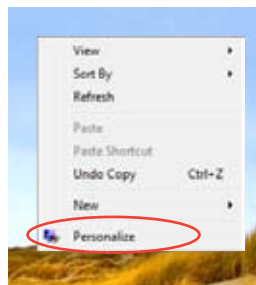 View
Sort By
Refresh
Paste
Paste Shortcut
Undo Copy Ctrl+Z
New
Personalize